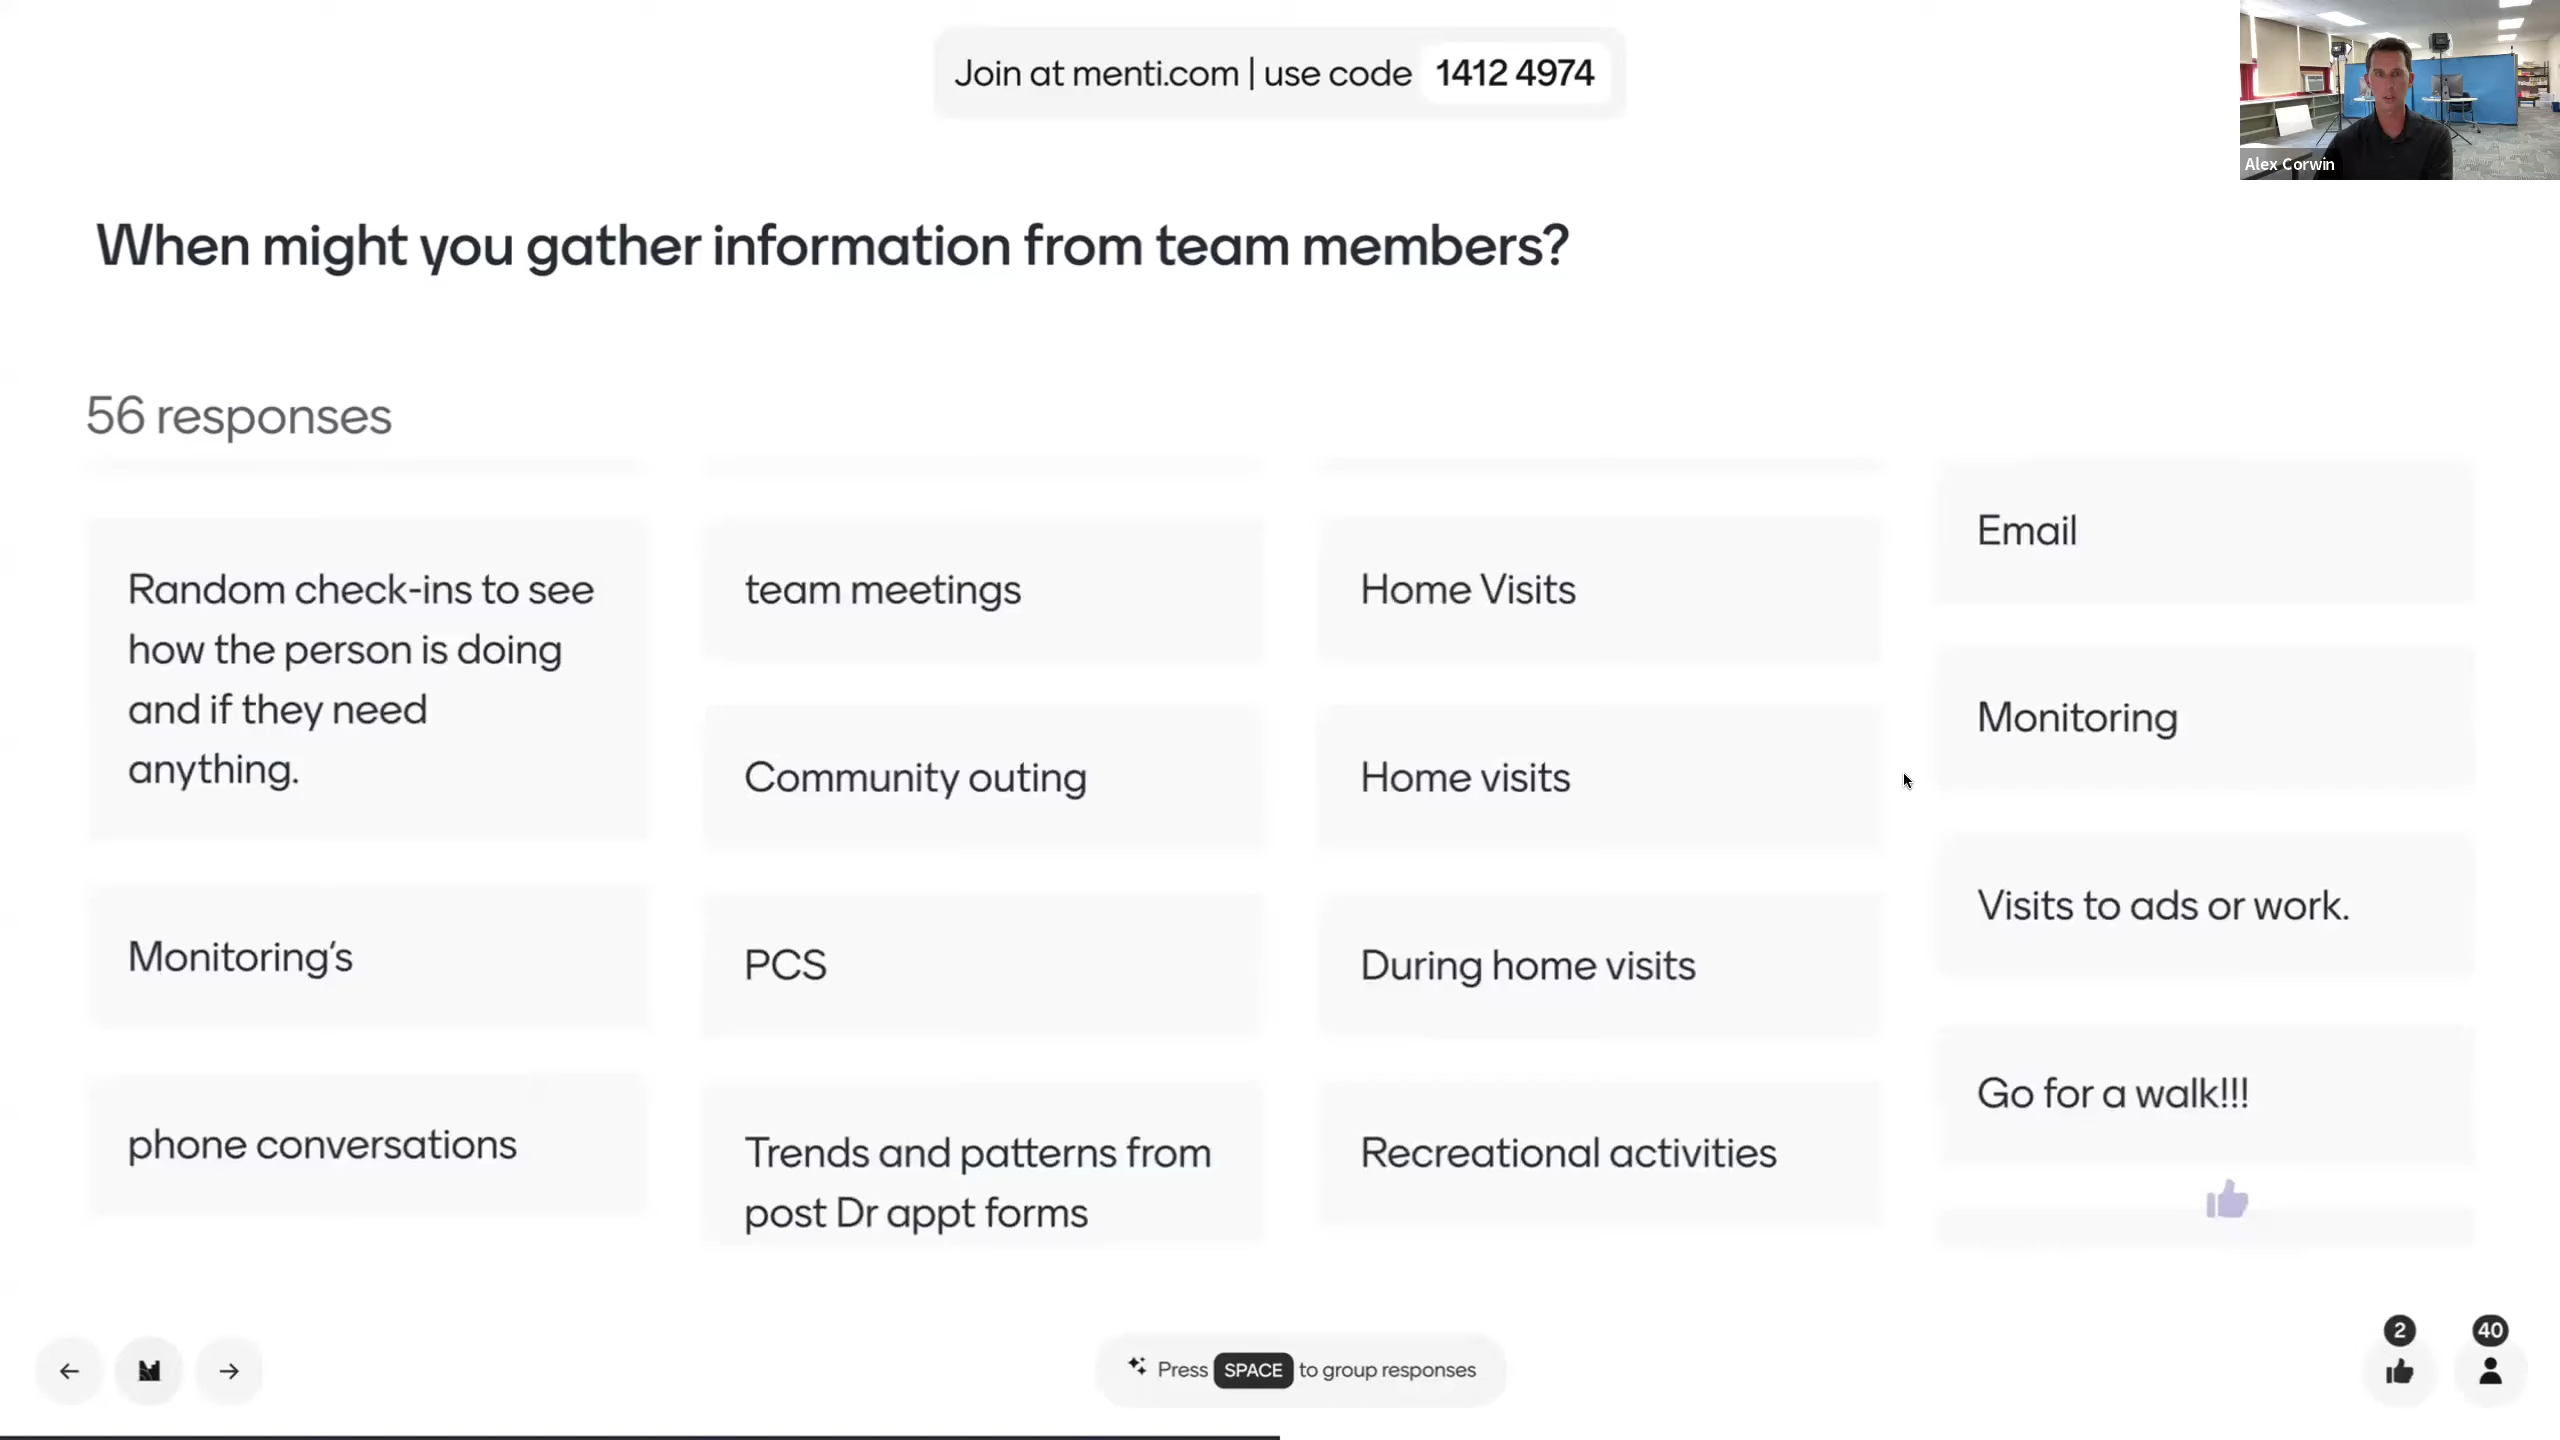 Join at menti.com | use code 1412 4974
Alex Corwin
When might you gather information from team members?
56 responses
Random check-ins to see
how the person is doing
and if they need
anything.
Monitoring's
phone conversations
team meetings
Community outing
PCS
Trends and patterns from
post Dr appt forms
Home Visits
Home visits
During home visits
Recreational activities
Email
Monitoring
Visits to ads or work.
Go for a walk!!!
Press SPACE to group responses
2
40